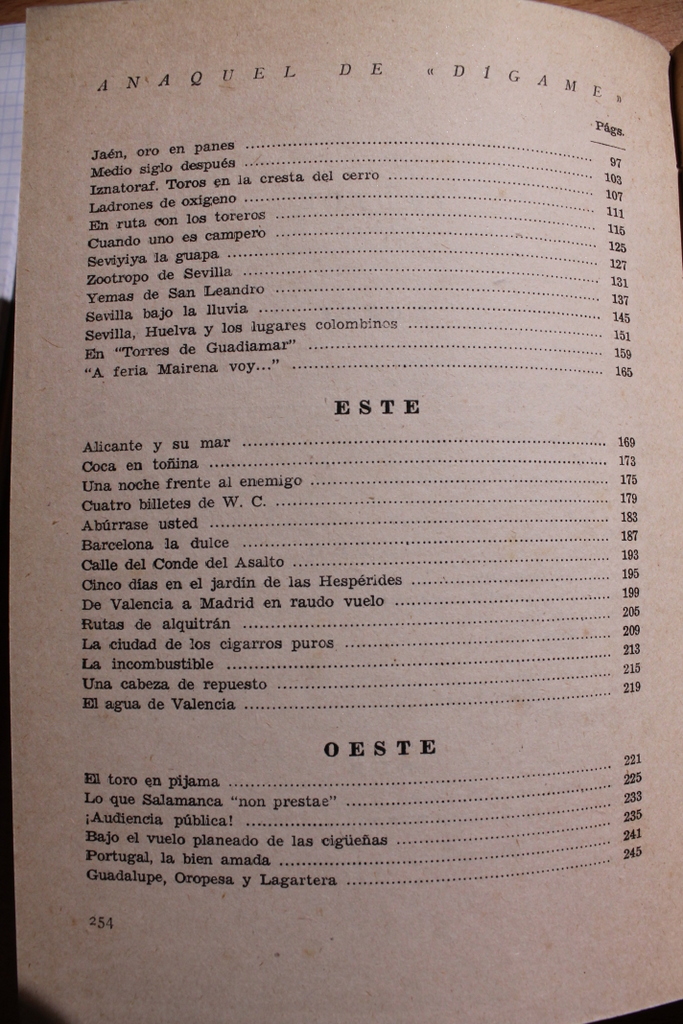 ANAQUEL DE «DÍGAME»
Págs.
Jaén, oro en panes ........ 97
Medio siglo después ........ 103
Iznatoraf. Toros en la cresta del cerro ........ 107
Ladrones de oxígeno ........ 111
En ruta con los toreros ........ 115
Cuando uno es campero ........ 125
Seviyiya la guapa ........ 127
Zootropo de Sevilla ........ 131
Yemas de San Leandro ........ 137
Sevilla bajo la lluvia ........ 145
Sevilla, Huelva y los lugares colombinos ........ 151
En "Torres de Guadiamar" ........ 159
"A feria Mairena voy..." ........ 165
ESTE
Alicante y su mar ........ 169
Coca en toñina ........ 173
Una noche frente al enemigo ........ 175
Cuatro billetes de W. C. ........ 179
Abúrrase usted ........ 183
Barcelona la dulce ........ 187
Calle del Conde del Asalto ........ 193
Cinco días en el jardín de las Hespérides ........ 195
De Valencia a Madrid en raudo vuelo ........ 199
Rutas de alquitrán ........ 205
La ciudad de los cigarros puros ........ 209
La incombustible ........ 213
Una cabeza de repuesto ........ 215
El agua de Valencia ........ 219
OESTE
El toro en pijama ........ 221
Lo que Salamanca "non prestae" ........ 225
¡Audiencia pública! ........ 233
Bajo el vuelo planeado de las cigüeñas ........ 235
Portugal, la bien amada ........ 241
Guadalupe, Oropesa y Lagartera ........ 245
254